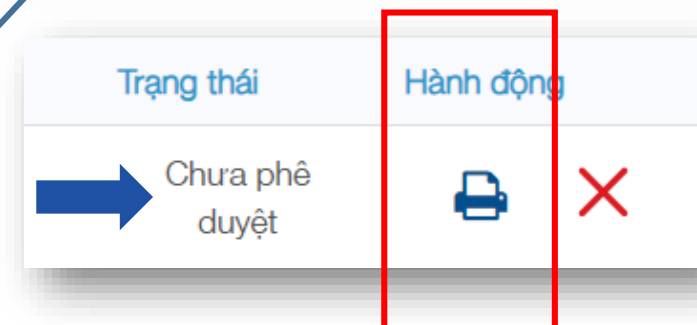 Trạng thái
Hành động
Chưa phê
duyệt